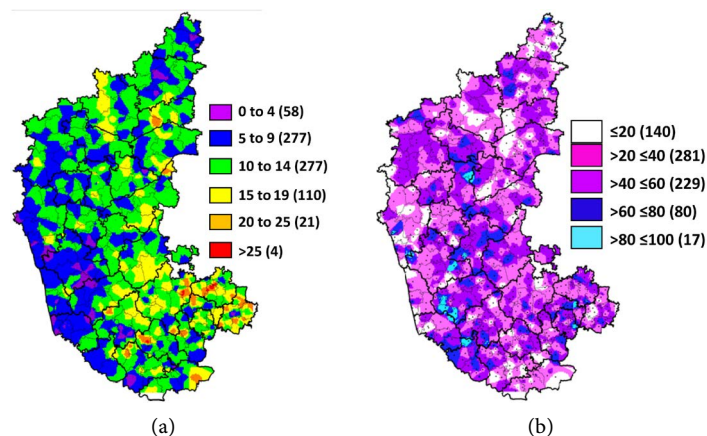 0 to 4 (58)
5 to 9 (277)
10 to 14 (277)
15 to 19 (110)
20 to 25 (21)
>25 (4)
≤20 (140)
>20 ≤40 (281)
>40 ≤60 (229)
>60 ≤80 (80)
>80 ≤100 (17)
(a)
(b)